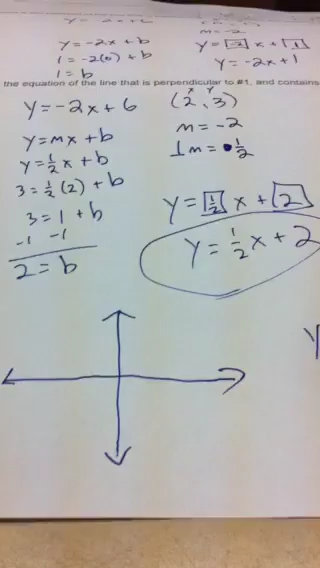 m = -2
y = -2x + b
y = -2 x + 1
1 = -2(0) + b
y = -2x + 1
1 = b
the equation of the line that is perpendicular to #1, and contains
y = -2x + 6
x y
(2, 3)
y = mx + b
m = -2
y = 1/2 x + b
⊥m = 1/2
3 = 1/2 (2) + b
3 = 1 + b
y = 1/2 x + 2
-1 -1
y = 1/2 x + 2
2 = b
y